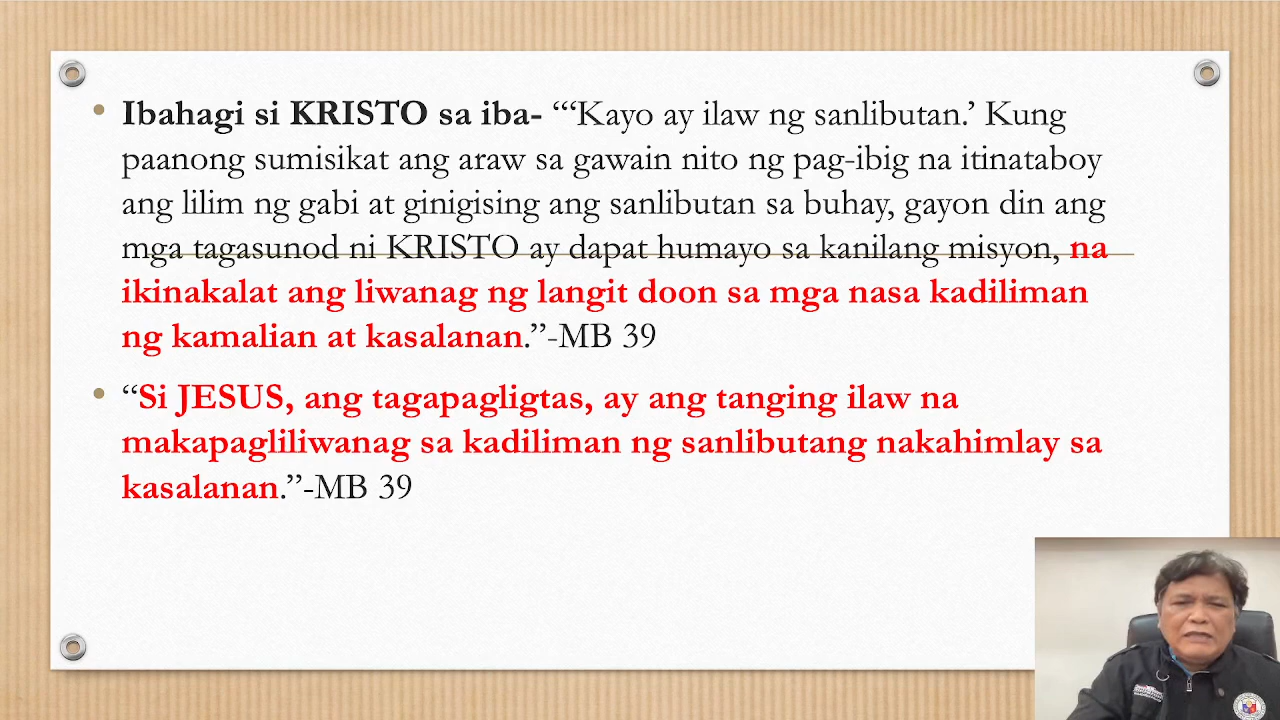 • Ibahagi si KRISTO sa iba- “‘Kayo ay ilaw ng sanlibutan.’ Kung
paanong sumisikat ang araw sa gawain nito ng pag-ibig na itinataboy
ang lilim ng gabi at ginigising ang sanlibutan sa buhay, gayon din ang
mga tagasunod ni KRISTO ay dapat humayo sa kanilang misyon, na
ikinakalat ang liwanag ng langit doon sa mga nasa kadiliman
ng kamalian at kasalanan.”-MB 39
• “Si JESUS, ang tagapagligtas, ay ang tanging ilaw na
makapagliliwanag sa kadiliman ng sanlibutang nakahimlay sa
kasalanan.”-MB 39